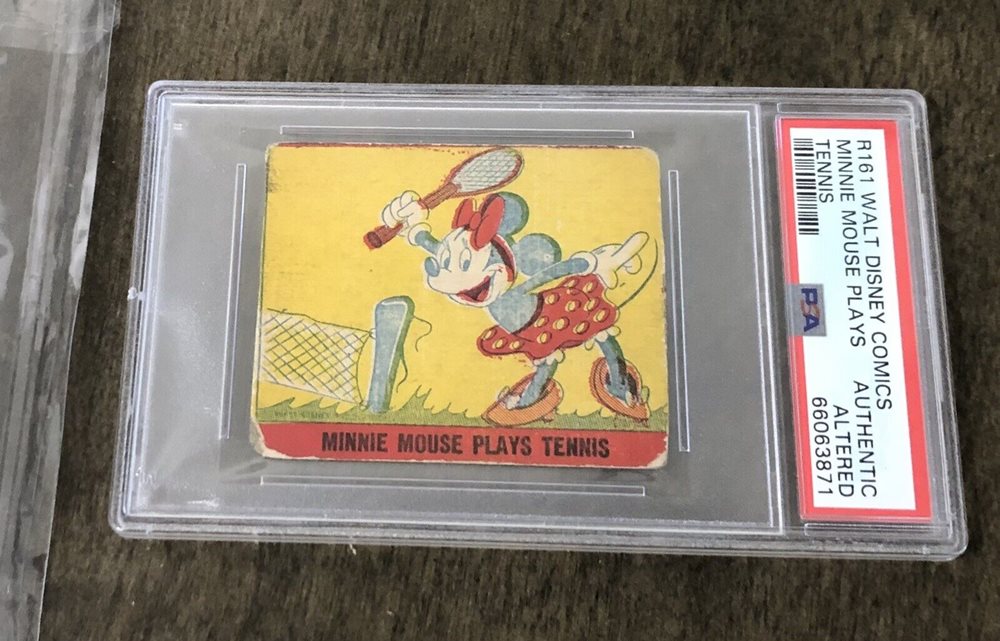 MINNIE MOUSE PLAYS TENNIS
R161 WALT DISNEY COMICS
MINNIE MOUSE PLAYS AUTHENTIC
TENNIS ALTERED
66063871
PSA